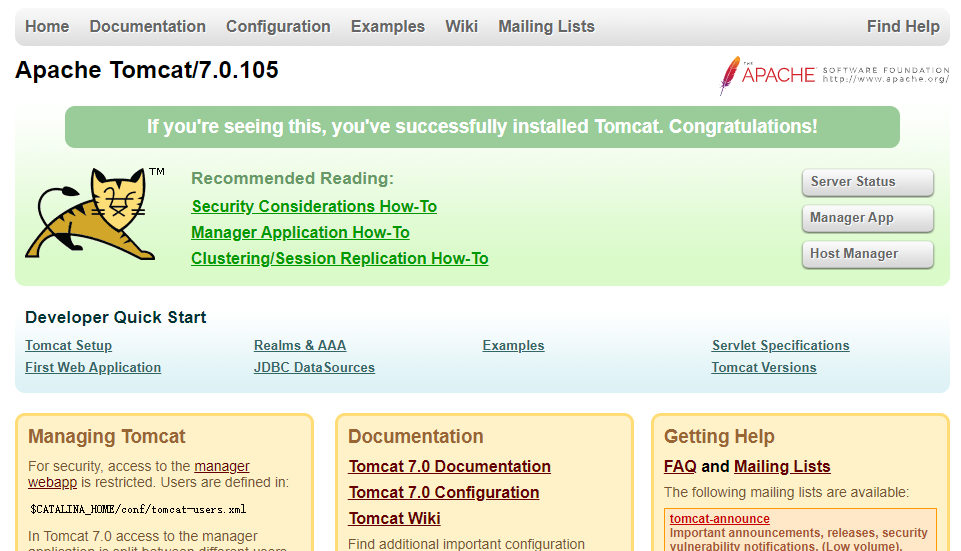 Home Documentation Configuration Examples Wiki Mailing Lists Find Help
Apache Tomcat/7.0.105
THE APACHE SOFTWARE FOUNDATION
http://www.apache.org/
If you're seeing this, you've successfully installed Tomcat. Congratulations!
TM
Recommended Reading:
Security Considerations How-To
Manager Application How-To
Clustering/Session Replication How-To
Server Status
Manager App
Host Manager
Developer Quick Start
Tomcat Setup
First Web Application
Realms & AAA
JDBC DataSources
Examples
Servlet Specifications
Tomcat Versions
Managing Tomcat
For security, access to the manager
webapp is restricted. Users are defined in:
$CATALINA_HOME/conf/tomcat-users.xml
In Tomcat 7.0 access to the manager
application is split between different users
Documentation
Tomcat 7.0 Documentation
Tomcat 7.0 Configuration
Tomcat Wiki
Find additional important configuration
Getting Help
FAQ and Mailing Lists
The following mailing lists are available:
tomcat-announce
Important announcements, releases, security
vulnerability notifications. (Low volume).